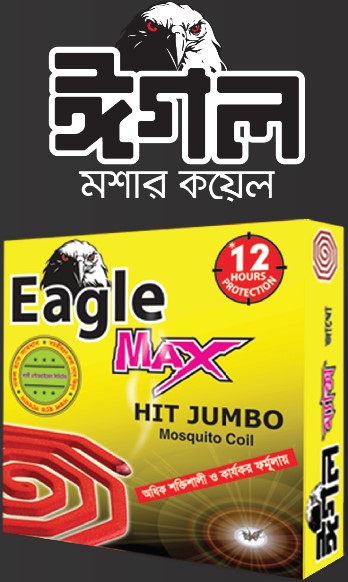 ঈগল
মশার কয়েল
Eagle
MAX
*12
HOURS
PROTECTION
HIT JUMBO
Mosquito Coil
অধিক শক্তিশালী ও কার্যকর ফর্মুলায়
জাম্বো
ম্যাক্স
ঈগল